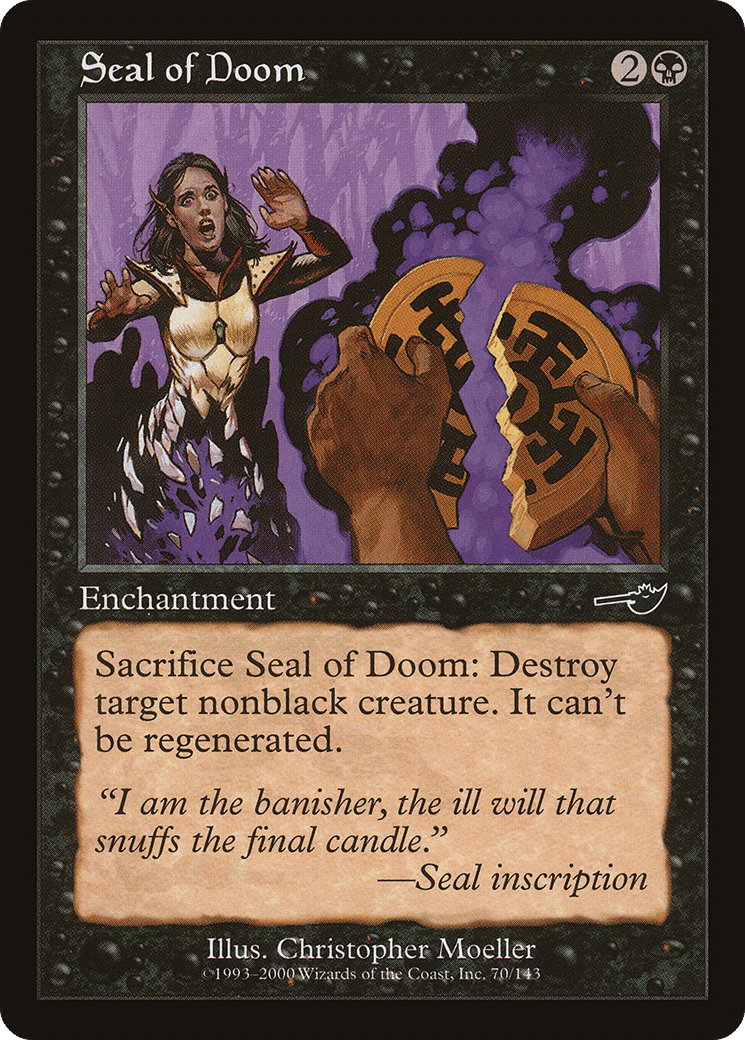 Seal of Doom
2
Enchantment
Sacrifice Seal of Doom: Destroy
target nonblack creature. It can't
be regenerated.
“I am the banisher, the ill will that
snuffs the final candle.”
—Seal inscription
Illus. Christopher Moeller
©1993–2000 Wizards of the Coast, Inc. 70/143